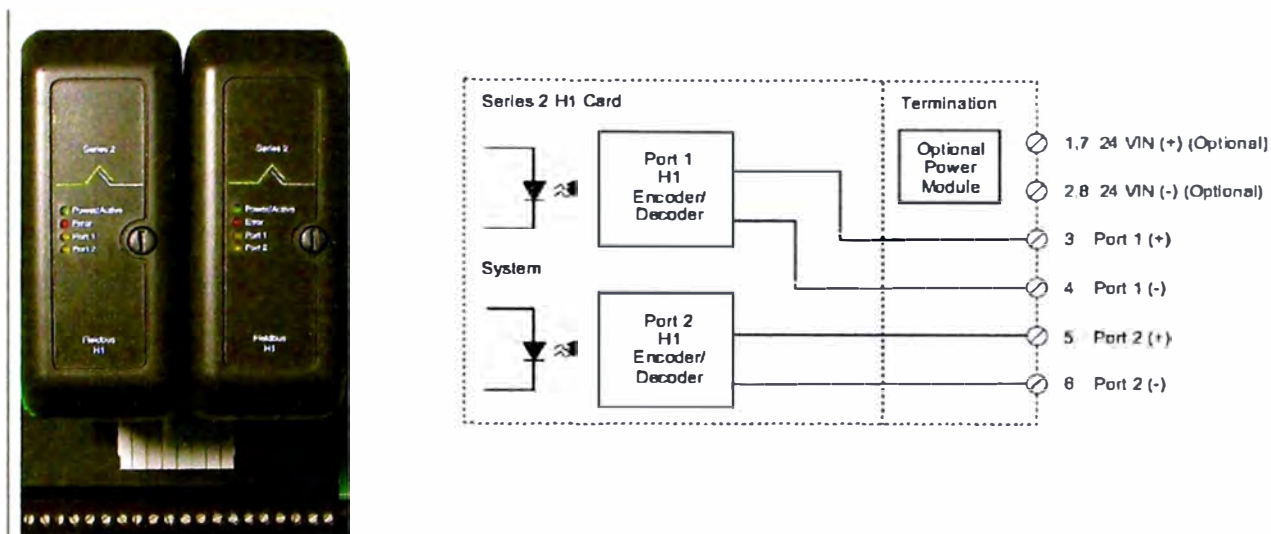 Series 2
Power/Active
Error
Port 1
Port 2
Fieldbus
H1
Series 2
Power/Active
Error
Port 1
Port 2
Fieldbus
H1
Series 2 H1 Card
Port 1
H1
Encoder/
Decoder
System
Port 2
H1
Encoder/
Decoder
Termination
Optional
Power
Module
1,7 24 VIN (+) (Optional)
2,8 24 VIN (-) (Optional)
3 Port 1 (+)
4 Port 1 (-)
5 Port 2 (+)
6 Port 2 (-)